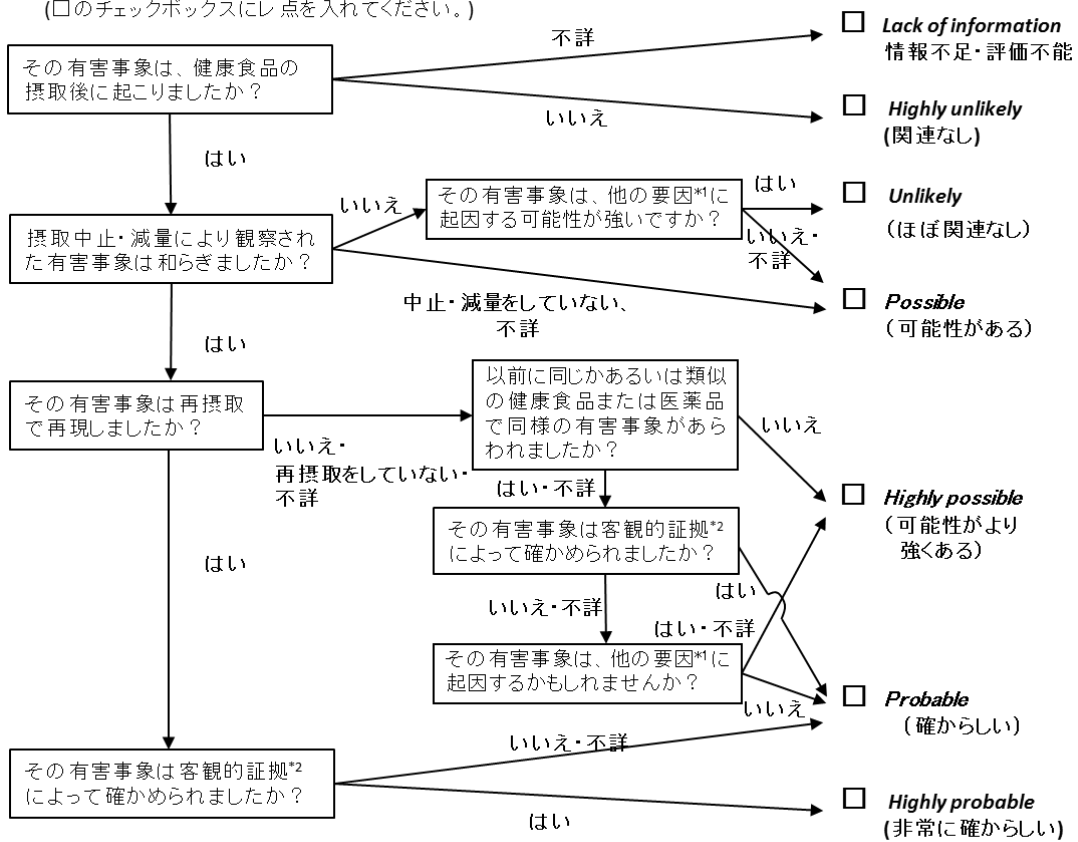 (□のチェックボックスにレ点を入れてください。)
不詳
□ Lack of information
情報不足・評価不能
その有害事象は、健康食品の
摂取後に起こりましたか？
いいえ
□ Highly unlikely
(関連なし)
はい
その有害事象は、他の要因*1に
起因する可能性が強いですか？
はい
□ Unlikely
（ほぼ関連なし）
いいえ
いいえ・
不詳
摂取中止・減量により観察され
た有害事象は和らぎましたか？
中止・減量をしていない、
不詳
□ Possible
（可能性がある）
はい
以前に同じかあるいは類似
の健康食品または医薬品
で同様の有害事象があら
われましたか？
その有害事象は再摂取
で再現しましたか？
いいえ
いいえ・
再摂取をしていない・
不詳
はい・不詳
□ Highly possible
（可能性がより
強くある）
その有害事象は客観的証拠*2
によって確かめられましたか？
はい
はい
いいえ・不詳
はい・不詳
その有害事象は、他の要因*1に
起因するかもしれませんか？
いいえ
□ Probable
（確からしい）
いいえ・不詳
その有害事象は客観的証拠*2
によって確かめられましたか？
はい
□ Highly probable
(非常に確からしい)